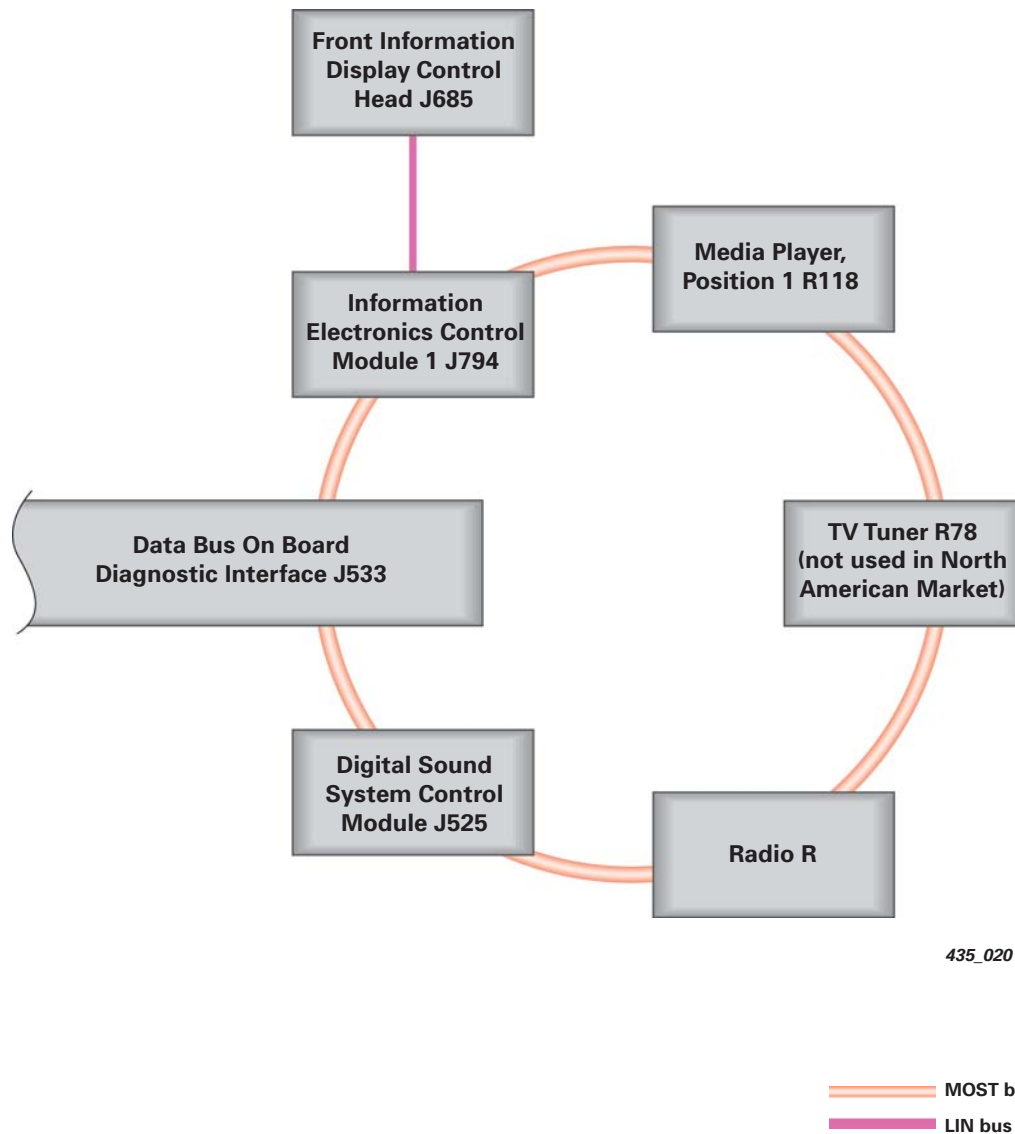 Front Information
Display Control
Head J685
Media Player,
Position 1 R118
Information
Electronics Control
Module 1 J794
Data Bus On Board
Diagnostic Interface J533
TV Tuner R78
(not used in North
American Market)
Digital Sound
System Control
Module J525
Radio R
435_020
MOST b
LIN bus